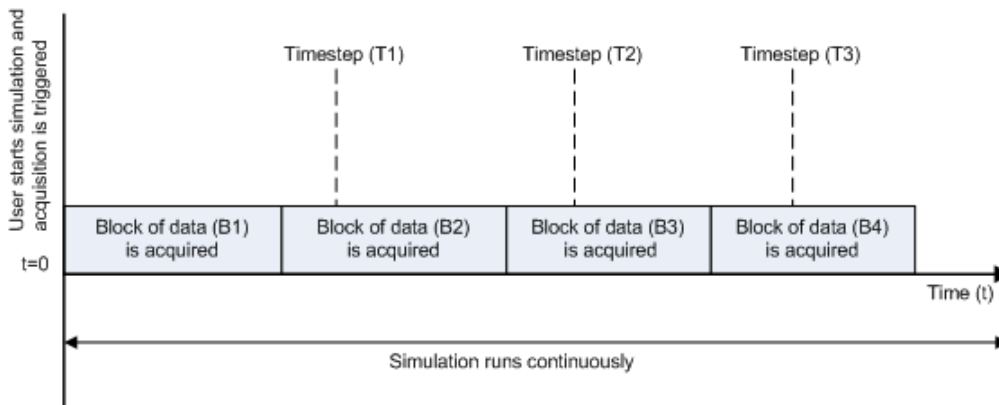 User starts simulation and
acquisition is triggered
Timestep (T1)
Timestep (T2)
Timestep (T3)
Block of data (B1)
is acquired
Block of data (B2)
is acquired
Block of data (B3)
is acquired
Block of data (B4)
is acquired
t=0
Time (t)
Simulation runs continuously